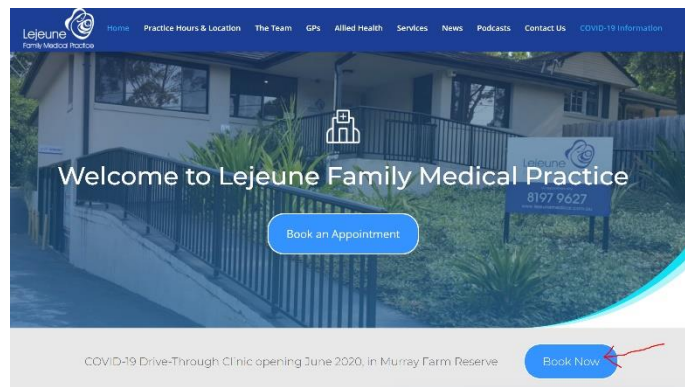 Lejeune
Family Medical Practice
Home Practice Hours & Location The Team GPs Allied Health Services News Podcasts Contact Us COVID-19 Information
Welcome to Lejeune Family Medical Practice
Lejeune
8197 9627
Book an Appointment
COVID-19 Drive-Through Clinic opening June 2020, in Murray Farm Reserve Book Now